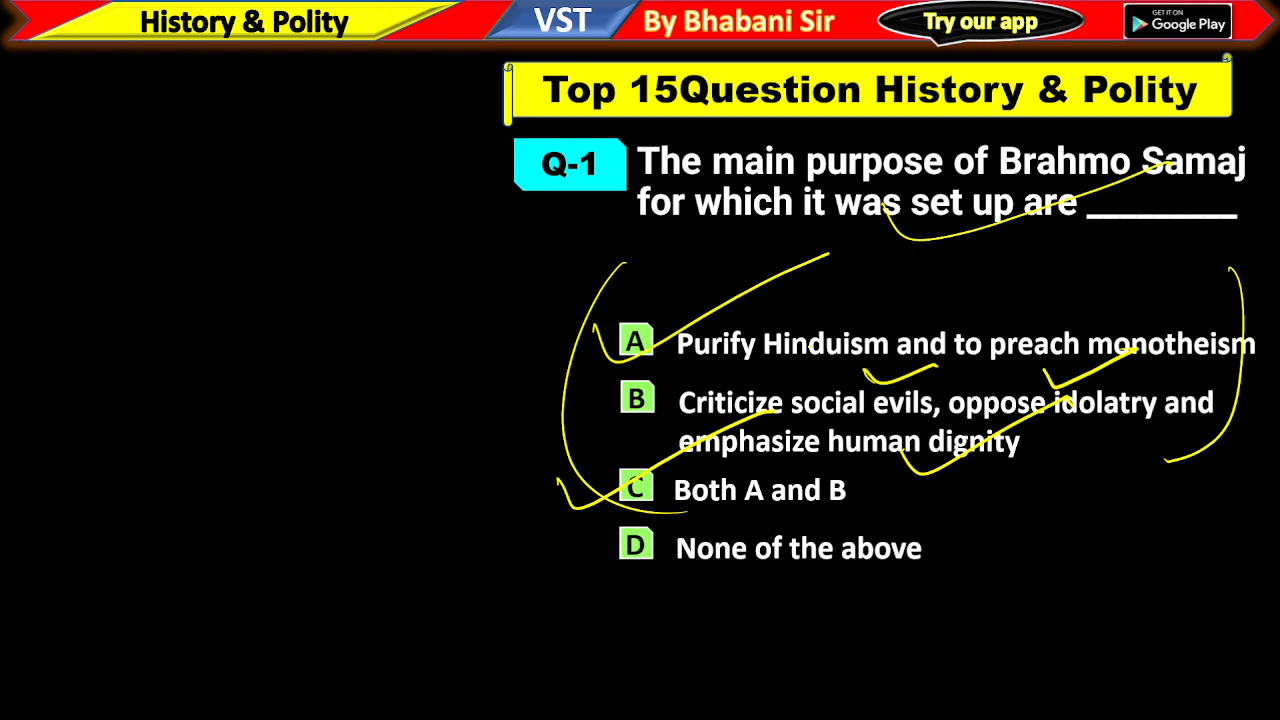 History & Polity
VST
By Bhabani Sir
Try our app
GET IT ON
Google Play
Top 15Question History & Polity
Q-1
The main purpose of Brahmo Samaj
for which it was set up are _________
A Purify Hinduism and to preach monotheism
B Criticize social evils, oppose idolatry and
emphasize human dignity
C Both A and B
D None of the above